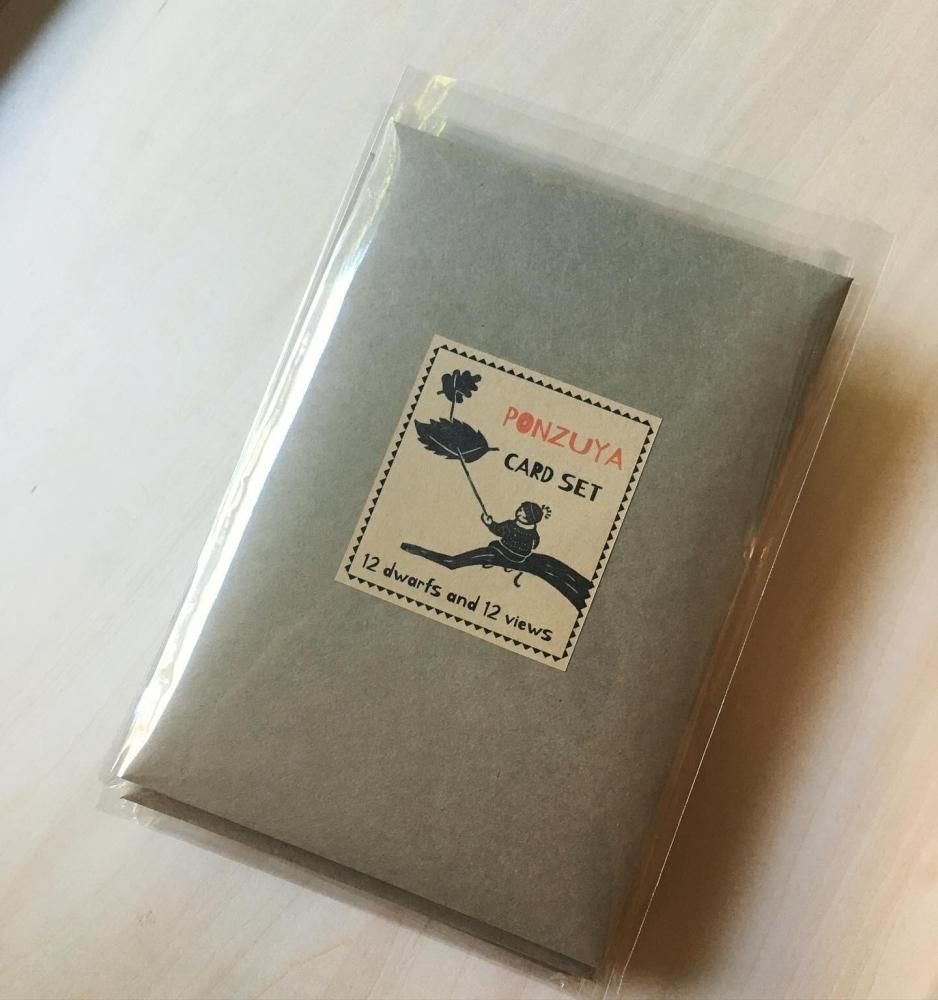 PONZUYA
CARD SET
12 dwarfs and 12 views